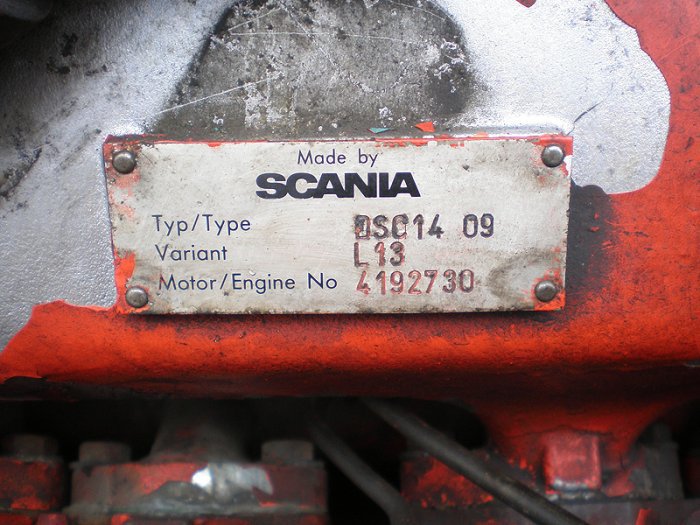 Made by
SCANIA
Typ/Type DSC14 09
Variant L13
Motor/Engine No 4192730